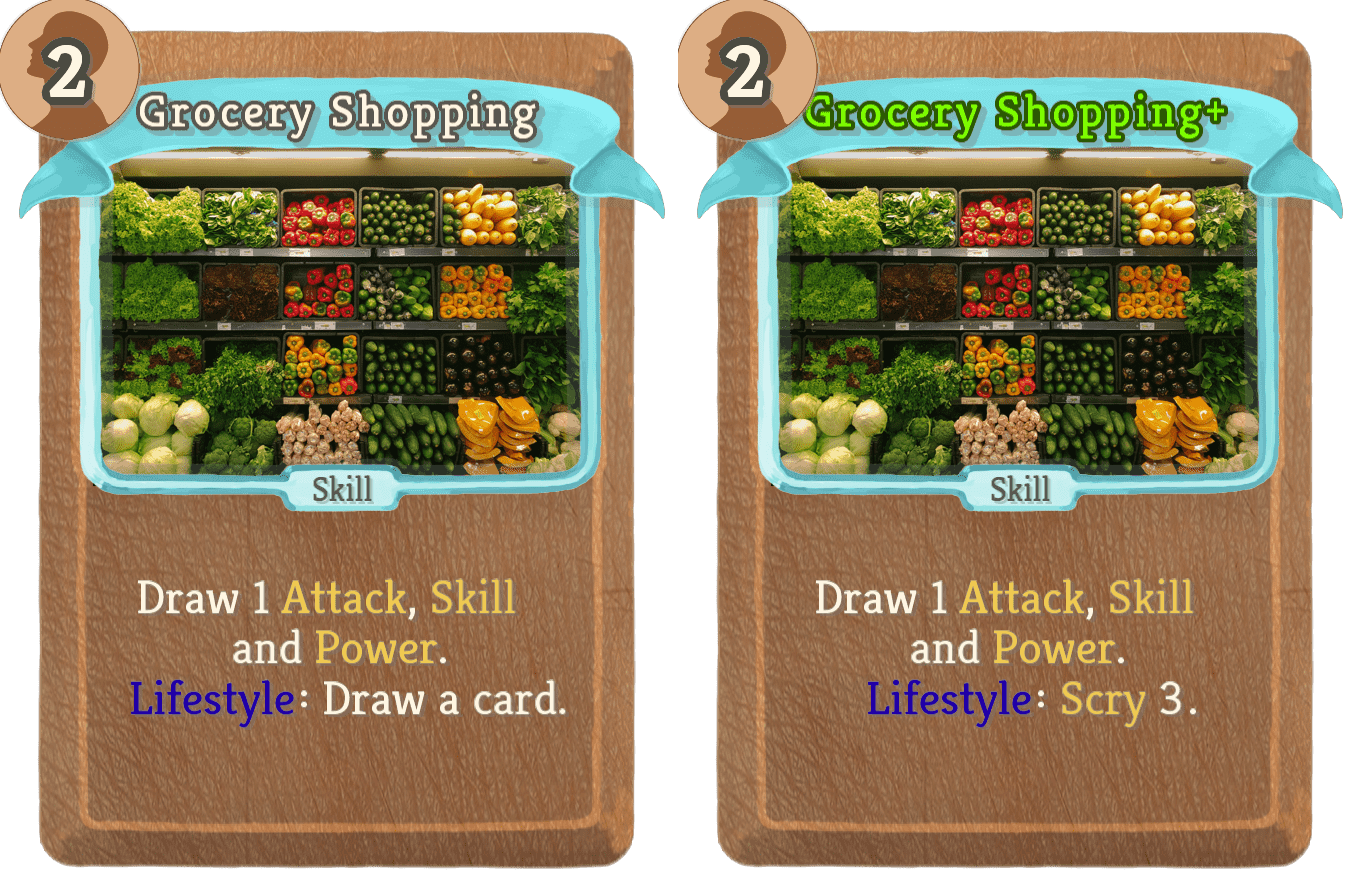 2
Grocery Shopping
Skill
Draw 1 Attack, Skill
and Power.
Lifestyle: Draw a card.
2
Grocery Shopping+
Skill
Draw 1 Attack, Skill
and Power.
Lifestyle: Scry 3.